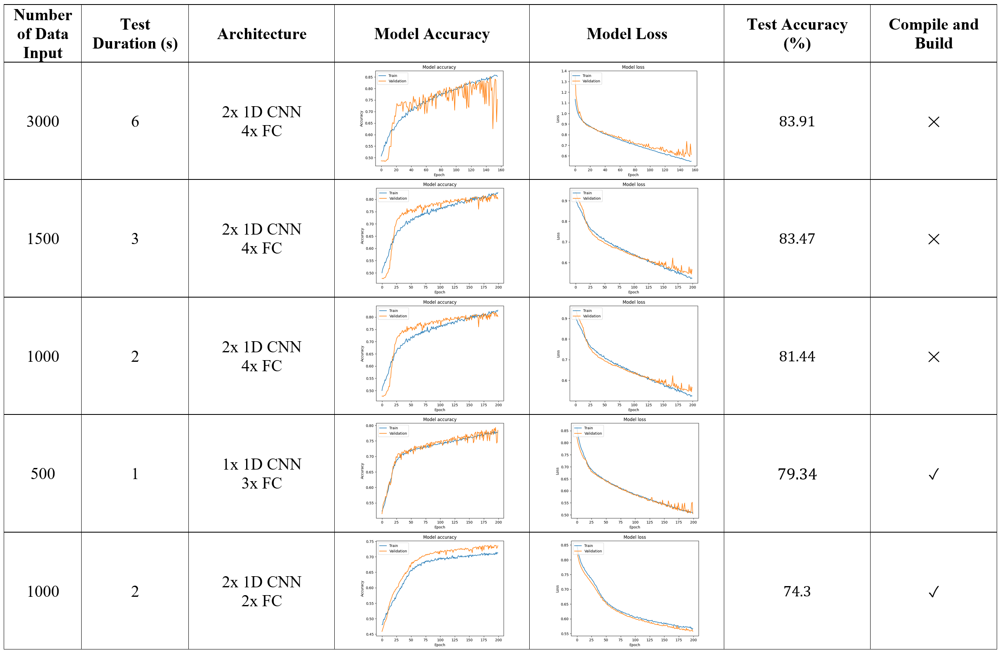 Number
of Data
Input
Test
Duration (s)
Architecture
Model Accuracy
Model Loss
Test Accuracy
(%)
Compile and
Build
3000
6
2x 1D CNN
4x FC
Model accuracy
Train
Validation
0.85
0.80
0.75
0.70
0.65
0.60
0.55
0.50
Accuracy
0 20 40 60 80 100 120 140 160
Epoch
Model loss
Train
Validation
1.4
1.3
1.2
1.1
1.0
0.9
0.8
0.7
0.6
Loss
0 20 40 60 80 100 120 140 160
Epoch
83.91
×
1500
3
2x 1D CNN
4x FC
Model accuracy
Train
Validation
0.80
0.75
0.70
0.65
0.60
0.55
0.50
Accuracy
0 25 50 75 100 125 150 175 200
Epoch
Model loss
Train
Validation
0.9
0.8
0.7
0.6
Loss
0 25 50 75 100 125 150 175 200
Epoch
83.47
×
1000
2
2x 1D CNN
4x FC
Model accuracy
Train
Validation
0.80
0.75
0.70
0.65
0.60
0.55
0.50
Accuracy
0 25 50 75 100 125 150 175 200
Epoch
Model loss
Train
Validation
0.9
0.8
0.7
0.6
Loss
0 25 50 75 100 125 150 175 200
Epoch
81.44
×
500
1
1x 1D CNN
3x FC
Model accuracy
Train
Validation
0.80
0.75
0.70
0.65
0.60
0.55
Accuracy
0 25 50 75 100 125 150 175 200
Epoch
Model loss
Train
Validation
0.85
0.80
0.75
0.70
0.65
0.60
0.55
0.50
Loss
0 25 50 75 100 125 150 175 200
Epoch
79.34
✓
1000
2
2x 1D CNN
2x FC
Model accuracy
Train
Validation
0.75
0.70
0.65
0.60
0.55
0.50
0.45
Accuracy
0 25 50 75 100 125 150 175 200
Epoch
Model loss
Train
Validation
0.85
0.80
0.75
0.70
0.65
0.60
0.55
Loss
0 25 50 75 100 125 150 175 200
Epoch
74.3
✓